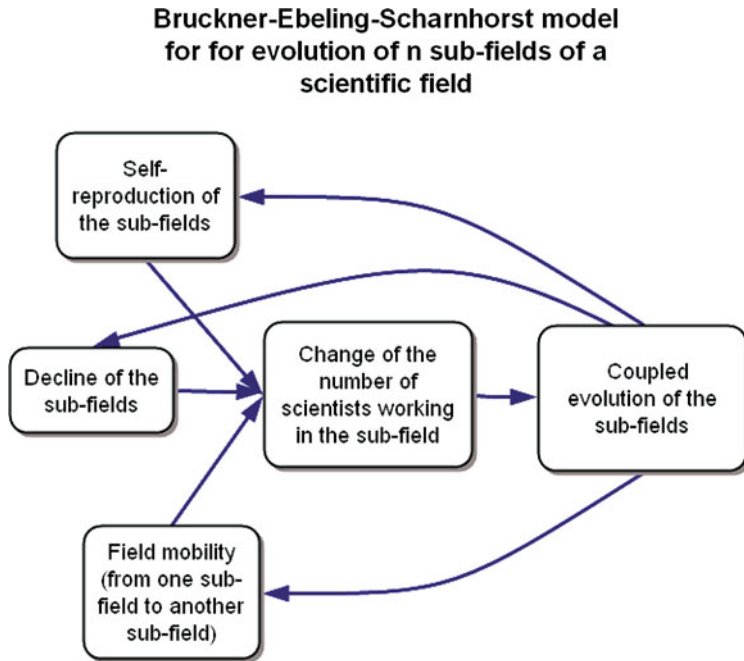 Bruckner-Ebeling-Scharnhorst model
for for evolution of n sub-fields of a
scientific field
Self-
reproduction of
the sub-fields
Decline of the
sub-fields
Change of the
number of
scientists working
in the sub-field
Coupled
evolution of the
sub-fields
Field mobility
(from one sub-
field to another
sub-field)